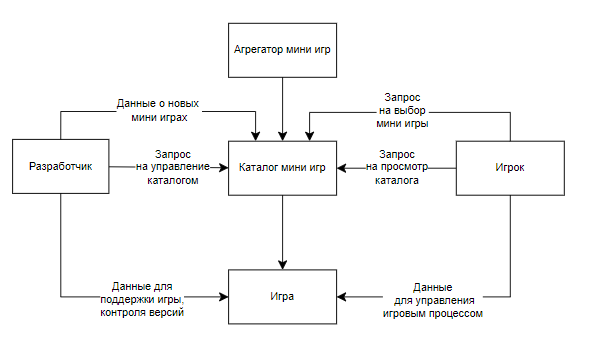 Агрегатор мини игр
Данные о новых
мини играх
Запрос
на выбор
мини игры
Разработчик
Запрос
на управление
каталогом
Каталог мини игр
Запрос
на просмотр
каталога
Игрок
Данные для
поддержки игры,
контроля версий
Игра
Данные
для управления
игровым процессом